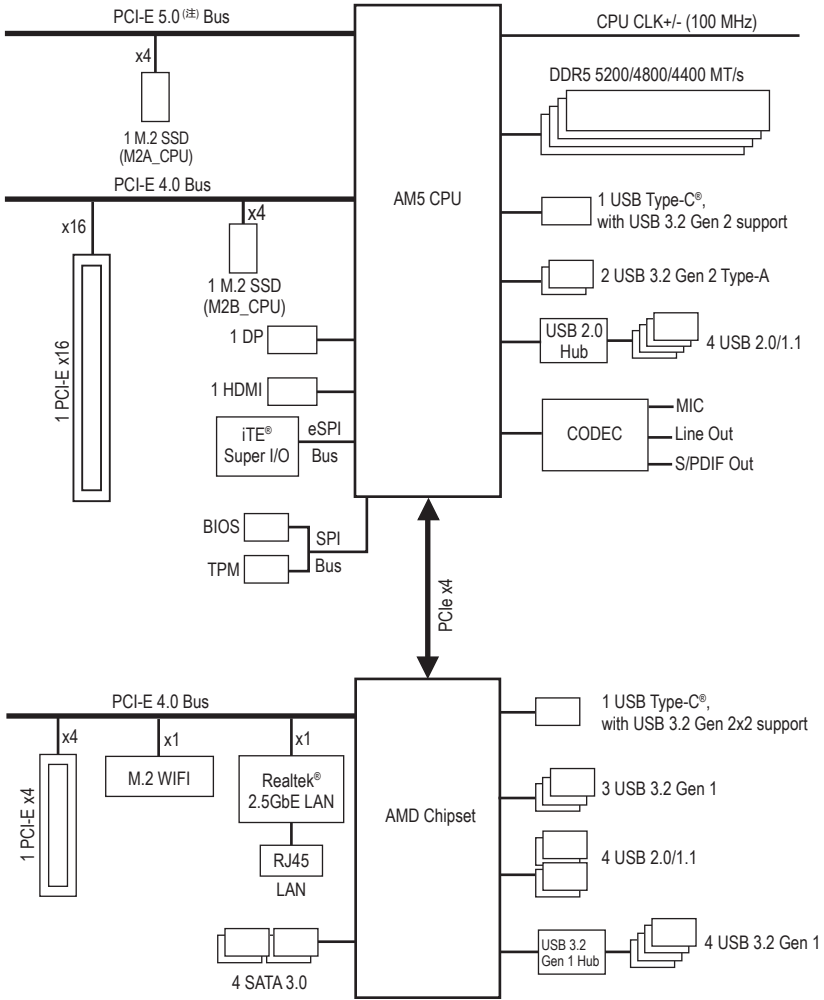 PCI-E 5.0 (注) Bus
CPU CLK+/- (100 MHz)
x4
DDR5 5200/4800/4400 MT/s
1 M.2 SSD
(M2A_CPU)
PCI-E 4.0 Bus
AM5 CPU
1 USB Type-C®,
with USB 3.2 Gen 2 support
x16
x4
1 M.2 SSD
(M2B_CPU)
2 USB 3.2 Gen 2 Type-A
1 DP
USB 2.0
Hub
4 USB 2.0/1.1
1 PCI-E x16
1 HDMI
iTE®
Super I/O
eSPI
Bus
CODEC
MIC
Line Out
S/PDIF Out
BIOS
TPM
SPI
Bus
PCIe x4
PCI-E 4.0 Bus
1 USB Type-C®,
with USB 3.2 Gen 2x2 support
x4
x1
x1
M.2 WIFI
Realtek®
2.5GbE LAN
3 USB 3.2 Gen 1
1 PCI-E x4
AMD Chipset
RJ45
LAN
4 USB 2.0/1.1
4 SATA 3.0
USB 3.2
Gen 1 Hub
4 USB 3.2 Gen 1